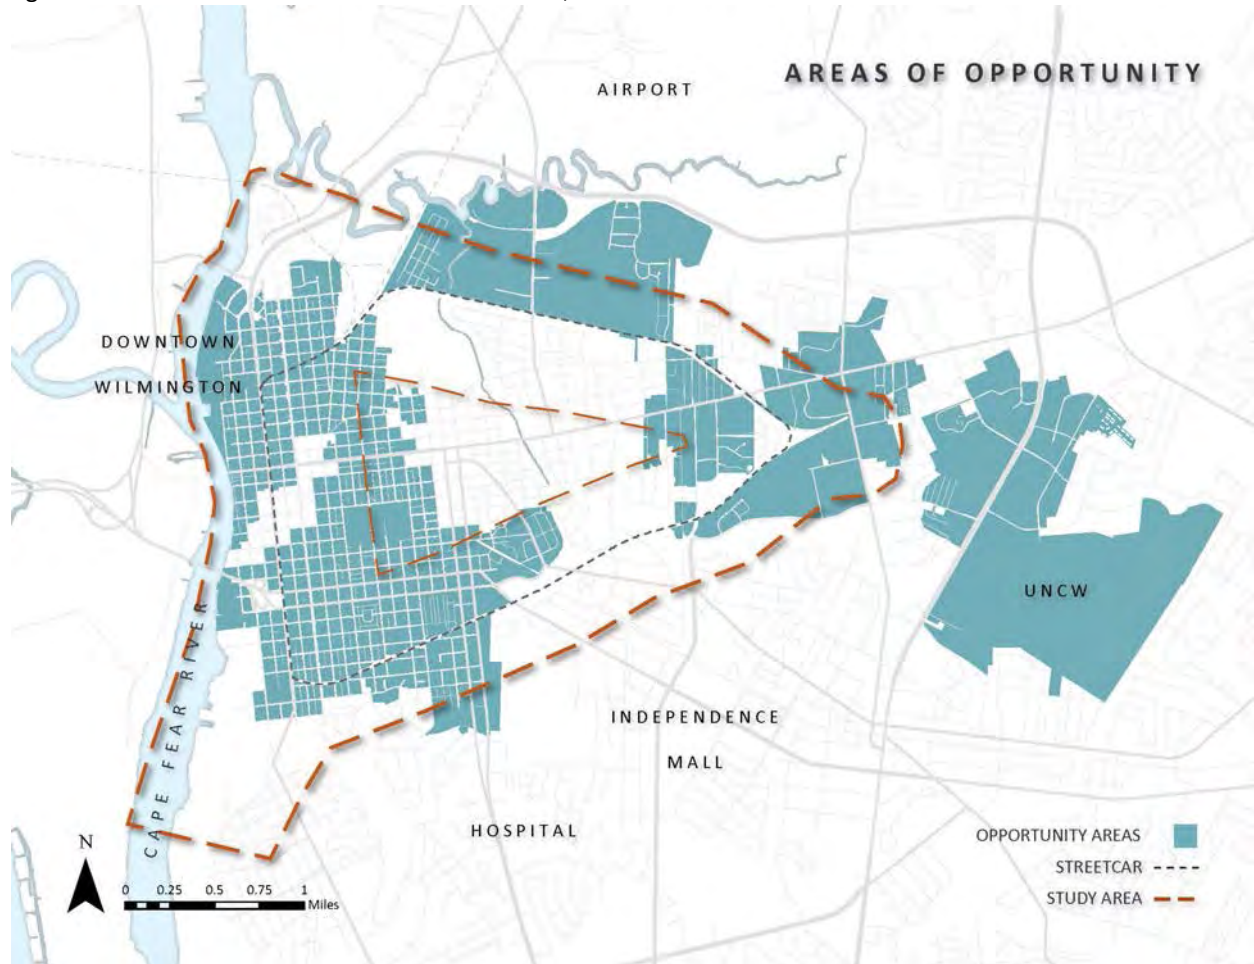 AREAS OF OPPORTUNITY
AIRPORT
DOWNTOWN
WILMINGTON
UNCW
CAPE FEAR RIVER
INDEPENDENCE
MALL
HOSPITAL
OPPORTUNITY AREAS
STREETCAR
STUDY AREA
N
0 0.25 0.5 0.75 1
Miles